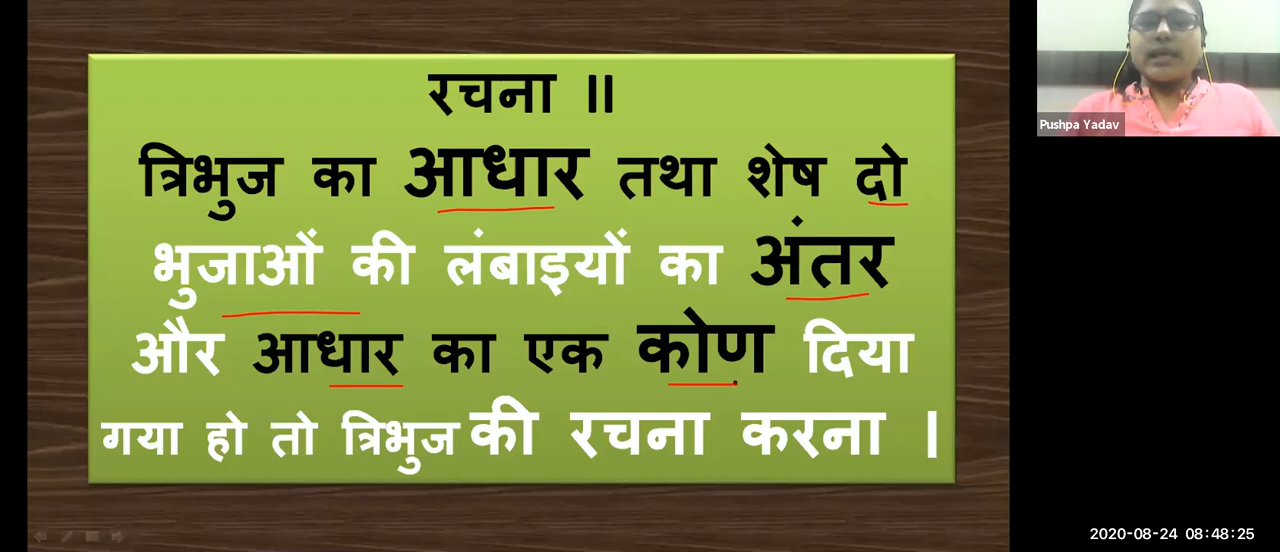 रचना ॥
त्रिभुज का आधार तथा शेष दो
भुजाओं की लंबाइयों का अंतर
और आधार का एक कोण दिया
गया हो तो त्रिभुज की रचना करना ।
Pushpa Yadav
2020-08-24 08:48:25